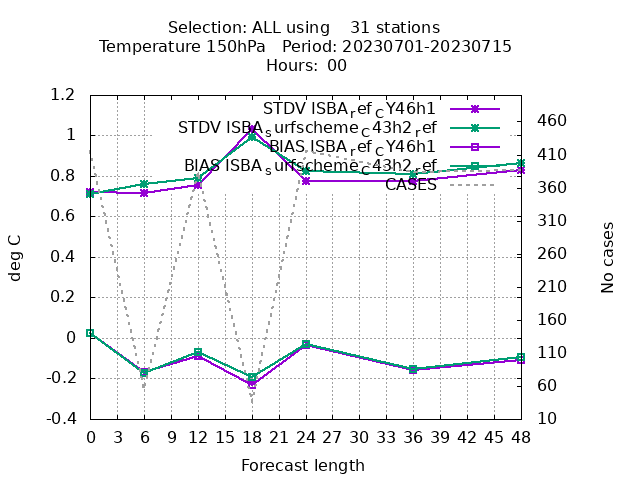 Selection: ALL using    31 stations
Temperature 150hPa   Period: 20230701-20230715
Hours:  00
STDV ISBA_ref_CY46h1
STDV ISBA_surfscheme_C43h2_ref
BIAS ISBA_ref_CY46h1
BIAS ISBA_surfscheme_C43h2_ref
CASES
1.2
1
0.8
0.6
0.4
0.2
0
-0.2
-0.4
460
410
360
310
260
210
160
110
60
10
deg C
No cases
0 3 6 9 12 15 18 21 24 27 30 33 36 39 42 45 48
Forecast length